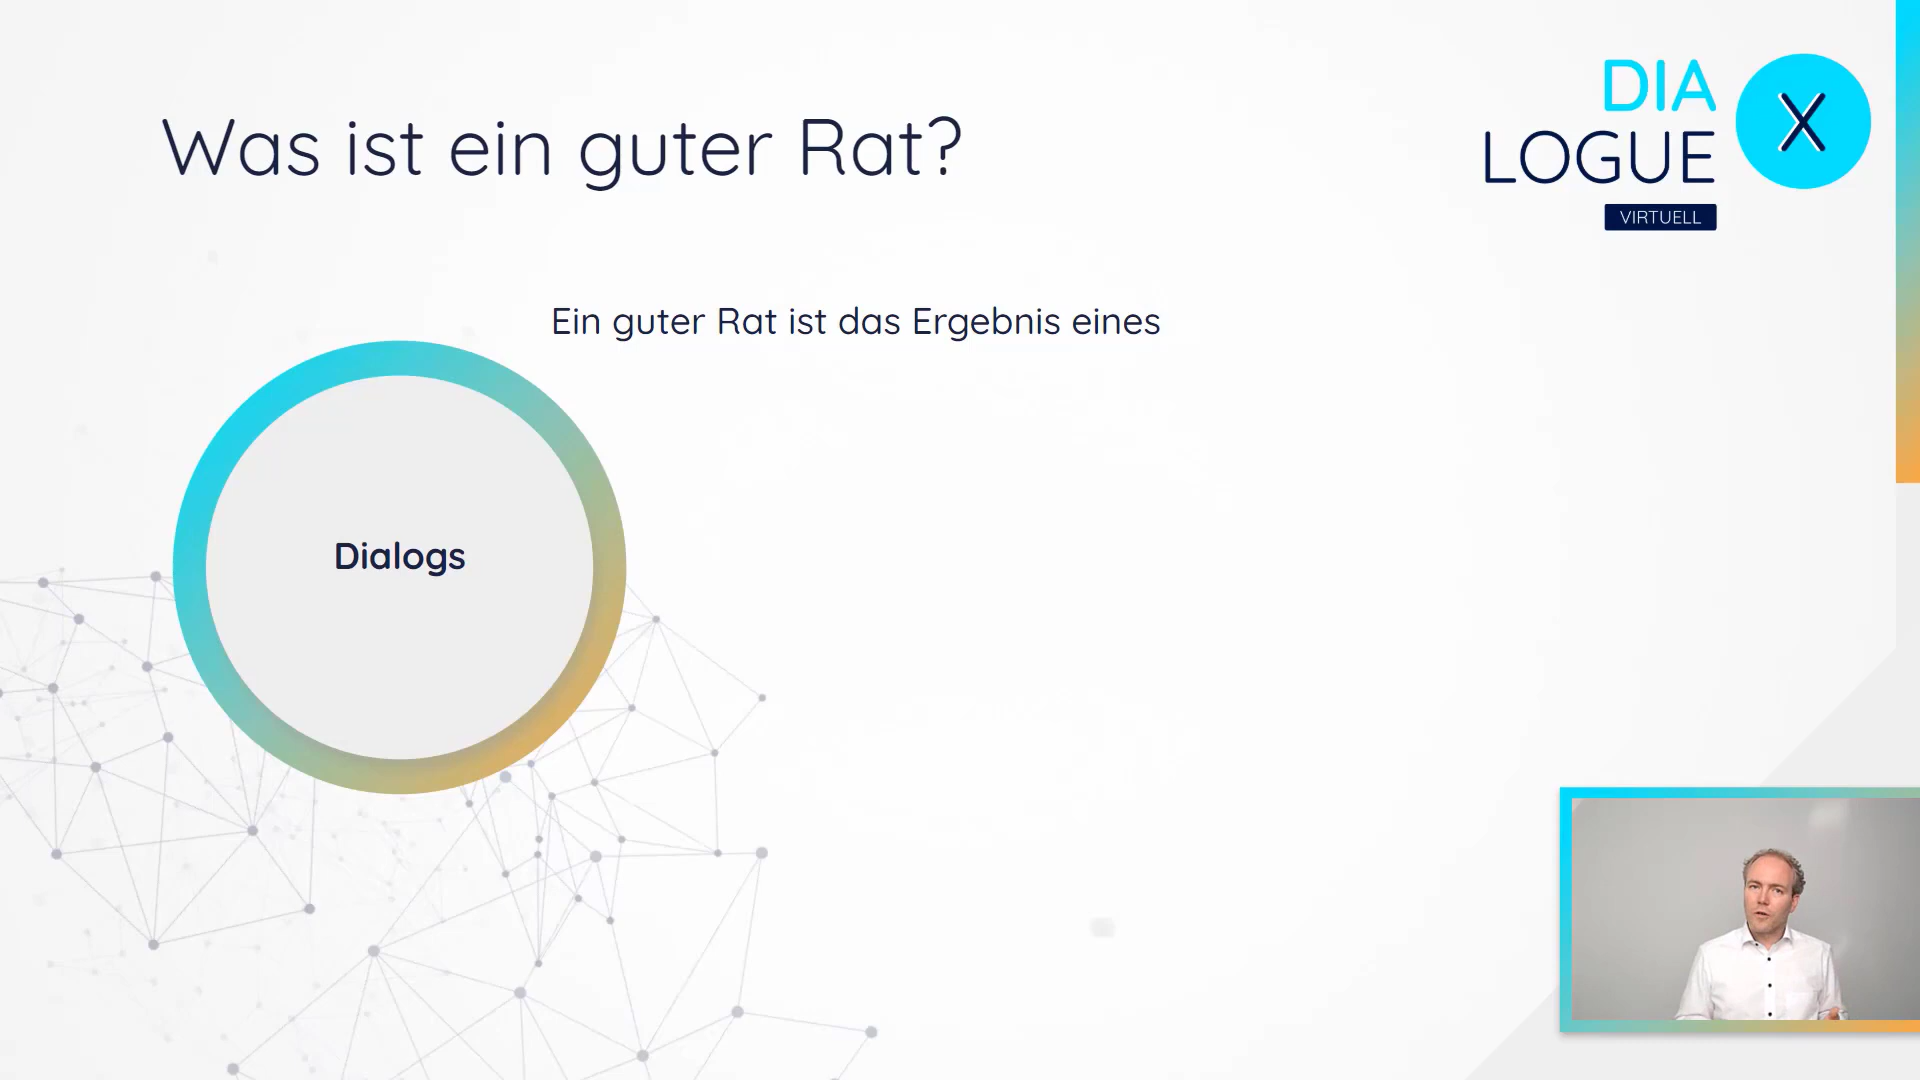 Was ist ein guter Rat?
DIA
LOGUE
X
VIRTUELL
Ein guter Rat ist das Ergebnis eines
Dialogs